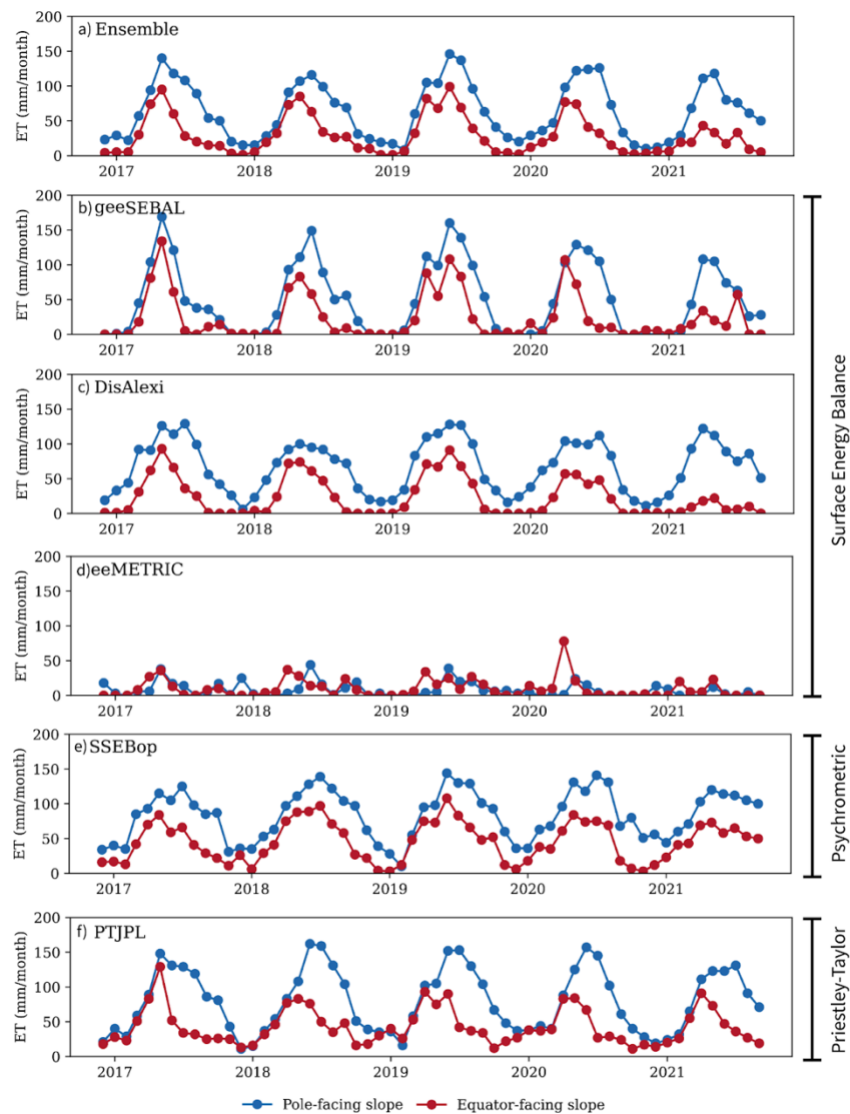 a) Ensemble
ET (mm/month)
200
150
100
50
0
2017 2018 2019 2020 2021
b) geeSEBAL
ET (mm/month)
200
150
100
50
0
2017 2018 2019 2020 2021
c) DisAlexi
ET (mm/month)
200
150
100
50
0
2017 2018 2019 2020 2021
d)eeMETRIC
ET (mm/month)
200
150
100
50
0
2017 2018 2019 2020 2021
Surface Energy Balance
e) SSEBop
ET (mm/month)
200
150
100
50
0
2017 2018 2019 2020 2021
Psychrometric
f) PTJPL
ET (mm/month)
200
150
100
50
0
2017 2018 2019 2020 2021
Priestley-Taylor
Pole-facing slope Equator-facing slope